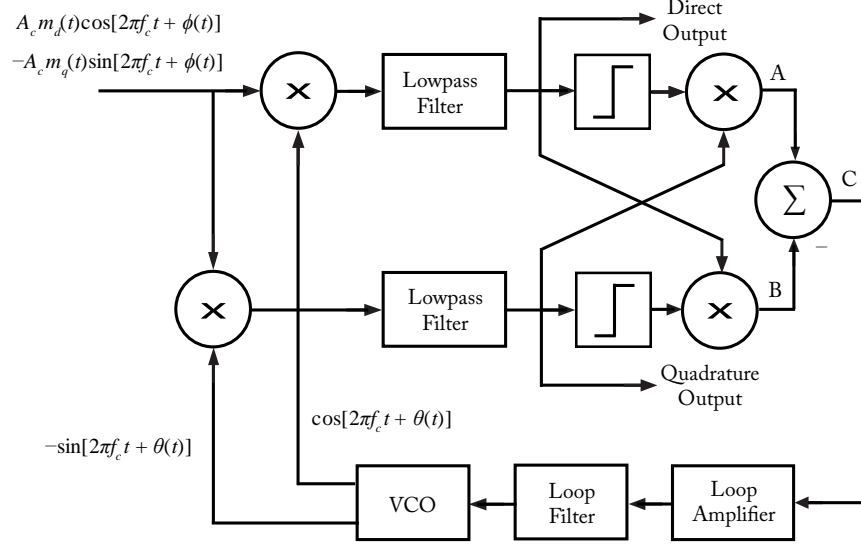 A_c m_d(t)cos[2πf_c t + ϕ(t)]
−A_c m_q(t)sin[2πf_c t + ϕ(t)]
×
Lowpass
Filter
Direct
Output
×
A
Σ
C
−
×
Lowpass
Filter
×
B
Quadrature
Output
cos[2πf_c t + θ(t)]
−sin[2πf_c t + θ(t)]
VCO
Loop
Filter
Loop
Amplifier